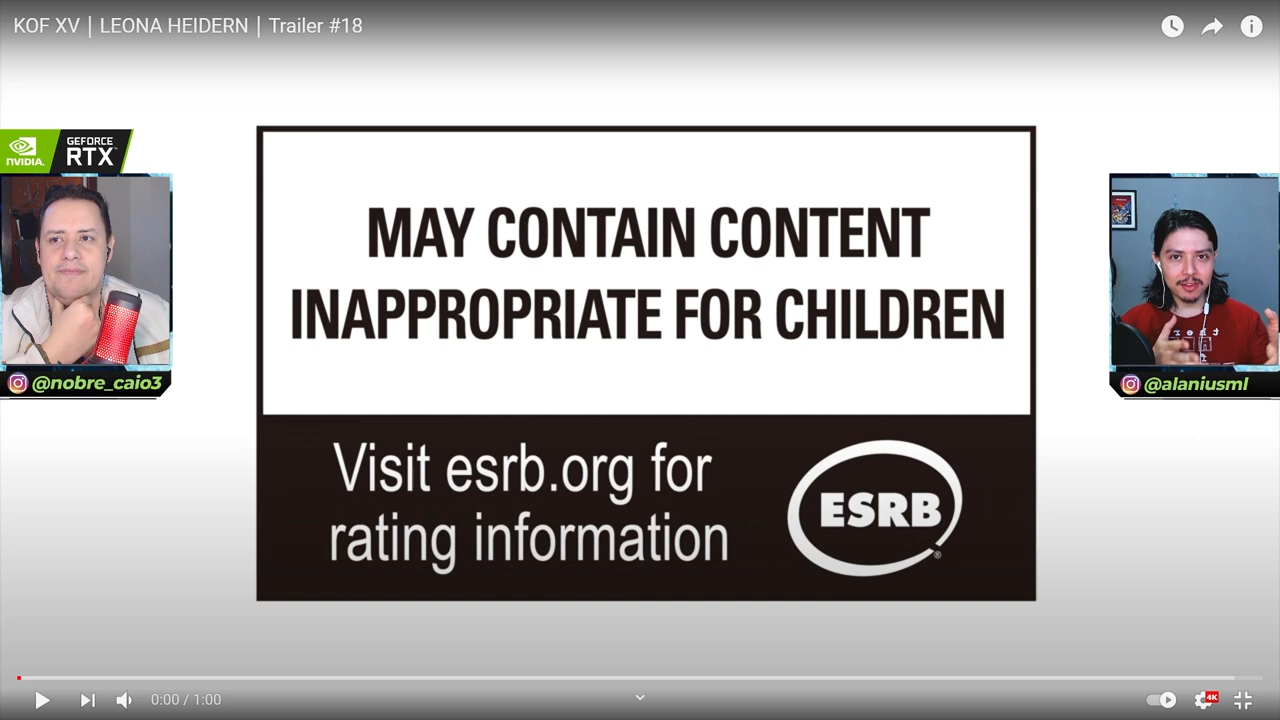 KOF XV | LEONA HEIDERN | Trailer #18
NVIDIA.
GEFORCE
RTX
MAY CONTAIN CONTENT
INAPPROPRIATE FOR CHILDREN
@nobre_caio3
@alaniusml
Visit esrb.org for
rating information
ESRB
®
0:00 / 1:00
4K